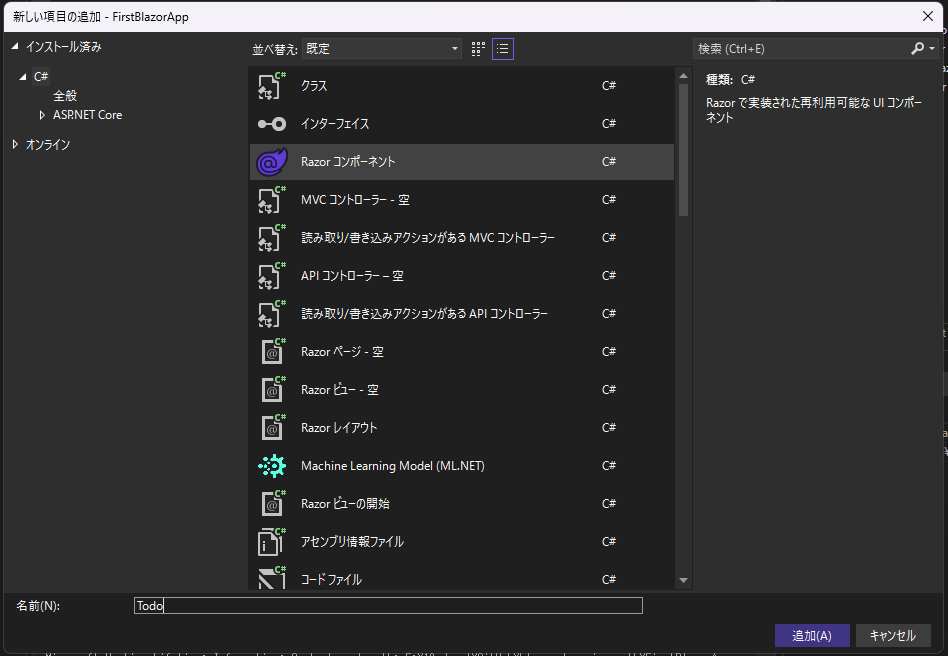 新しい項目の追加 - FirstBlazorApp
インストール済み
並べ替え: 既定
検索 (Ctrl+E)
C#
全般
ASP.NET Core
オンライン
クラス C#
インターフェイス C#
Razor コンポーネント C#
MVC コントローラー - 空 C#
読み取り/書き込みアクションがある MVC コントローラー C#
API コントローラー – 空 C#
読み取り/書き込みアクションがある API コントローラー C#
Razor ページ - 空 C#
Razor ビュー - 空 C#
Razor レイアウト C#
Machine Learning Model (ML.NET) C#
Razor ビューの開始 C#
アセンブリ情報ファイル C#
コード ファイル C#
種類: C#
Razor で実装された再利用可能な UI コンポー
ネント
名前(N): Todo
追加(A) キャンセル